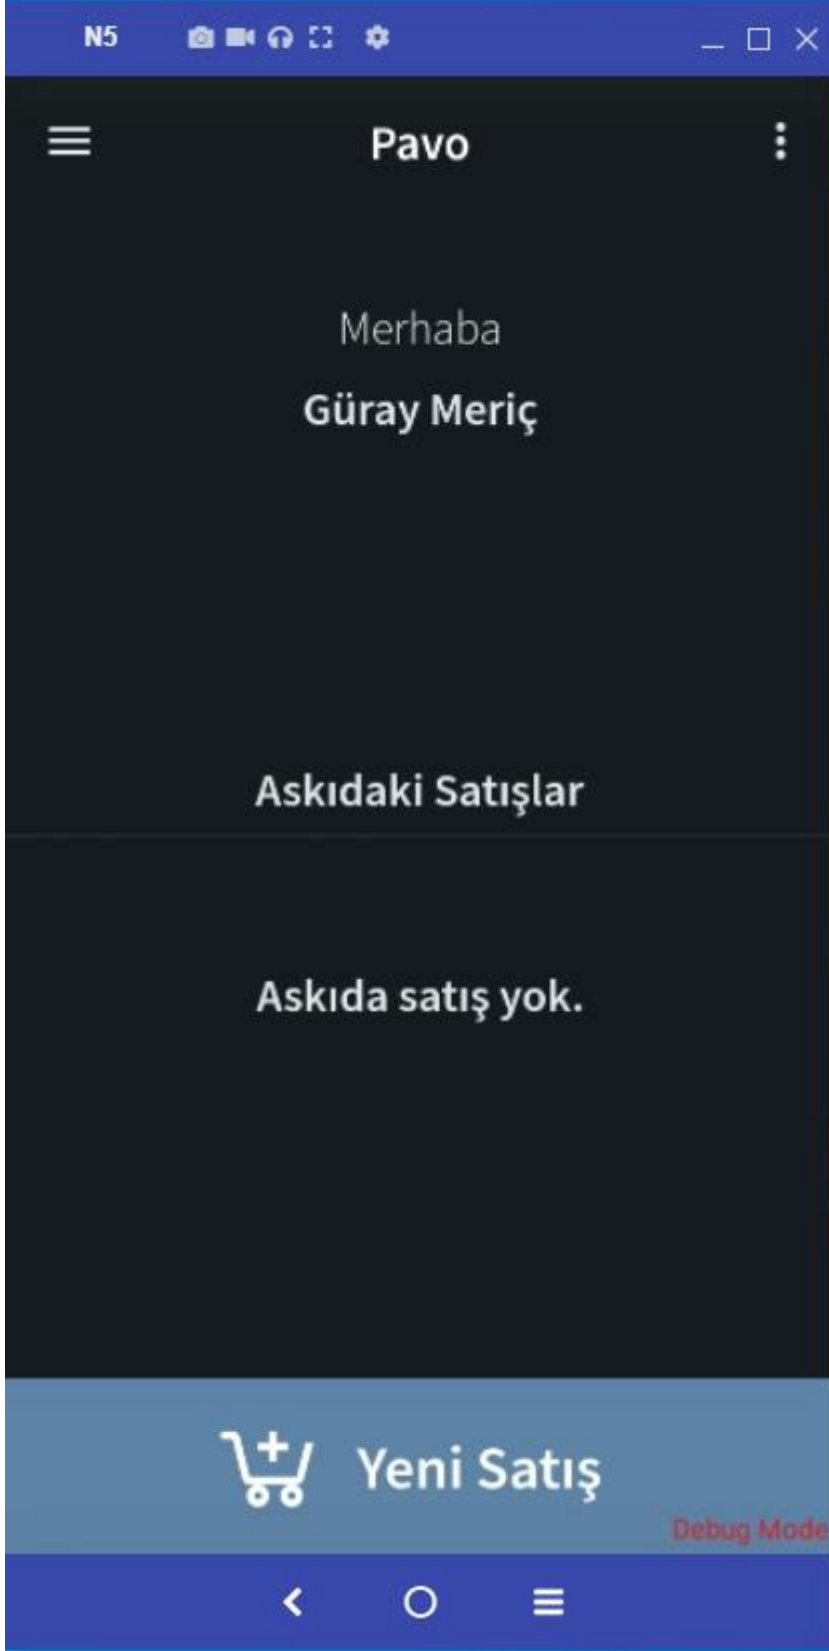 N5
Pavo
Merhaba
Güray Meriç
Askıdaki Satışlar
Askıda satış yok.
Yeni Satış
Debug Mode